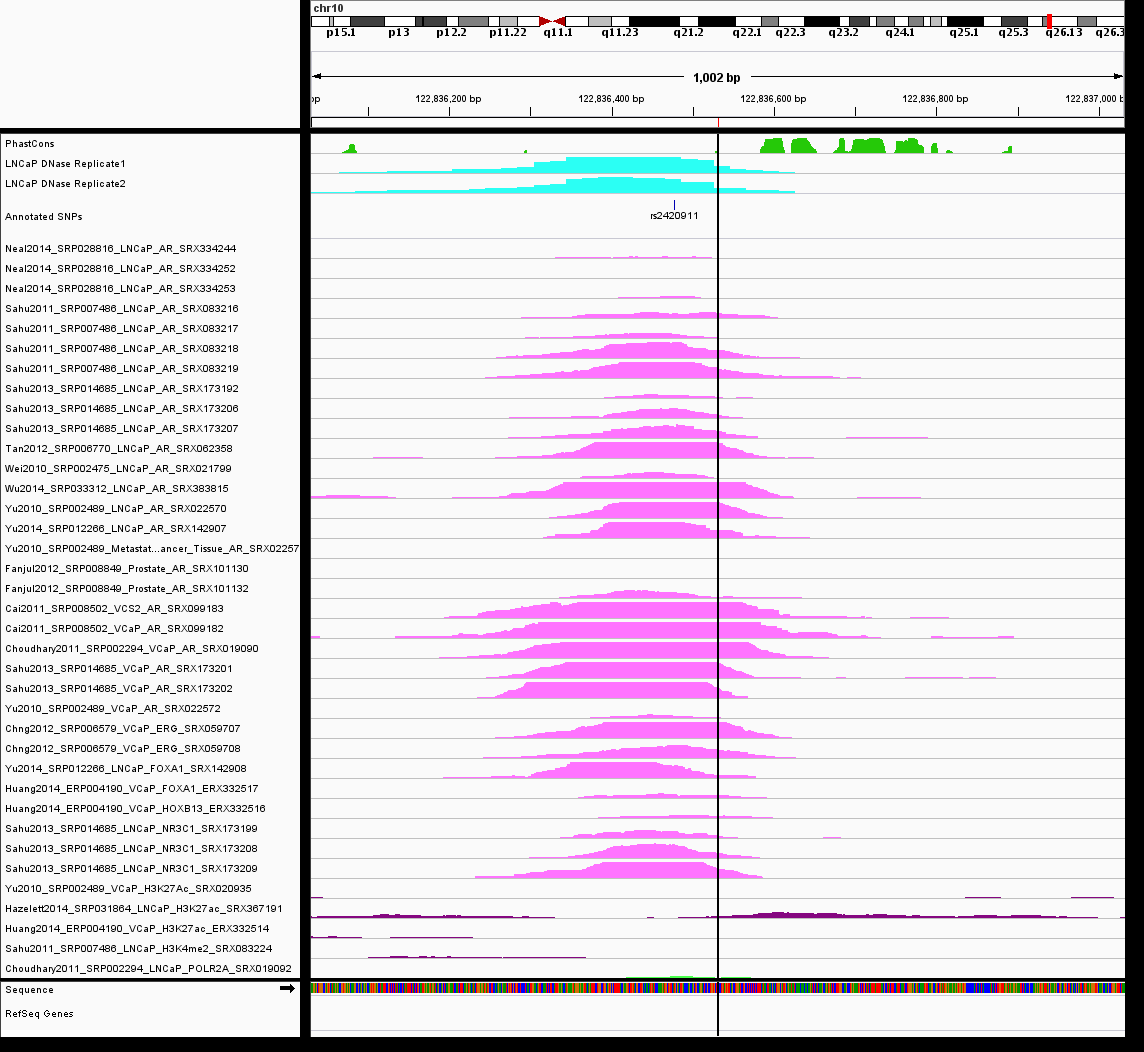 chr10
p15.1 p13 p12.2 p11.22 q11.1 q11.23 q21.2 q22.1 q22.3 q23.2 q24.1 q25.1 q25.3 q26.13 q26.3
1,002 bp
bp 122,836,200 bp 122,836,400 bp 122,836,600 bp 122,836,800 bp 122,837,000 b
PhastCons
LNCaP DNase Replicate1
LNCaP DNase Replicate2
Annotated SNPs
rs2420911
Neal2014_SRP028816_LNCaP_AR_SRX334244
Neal2014_SRP028816_LNCaP_AR_SRX334252
Neal2014_SRP028816_LNCaP_AR_SRX334253
Sahu2011_SRP007486_LNCaP_AR_SRX083216
Sahu2011_SRP007486_LNCaP_AR_SRX083217
Sahu2011_SRP007486_LNCaP_AR_SRX083218
Sahu2011_SRP007486_LNCaP_AR_SRX083219
Sahu2013_SRP014685_LNCaP_AR_SRX173192
Sahu2013_SRP014685_LNCaP_AR_SRX173206
Sahu2013_SRP014685_LNCaP_AR_SRX173207
Tan2012_SRP006770_LNCaP_AR_SRX062358
Wei2010_SRP002475_LNCaP_AR_SRX021799
Wu2014_SRP033312_LNCaP_AR_SRX383815
Yu2010_SRP002489_LNCaP_AR_SRX022570
Yu2014_SRP012266_LNCaP_AR_SRX142907
Yu2010_SRP002489_Metastat...ancer_Tissue_AR_SRX02257
Fanjul2012_SRP008849_Prostate_AR_SRX101130
Fanjul2012_SRP008849_Prostate_AR_SRX101132
Cai2011_SRP008502_VCS2_AR_SRX099183
Cai2011_SRP008502_VCaP_AR_SRX099182
Choudhary2011_SRP002294_VCaP_AR_SRX019090
Sahu2013_SRP014685_VCaP_AR_SRX173201
Sahu2013_SRP014685_VCaP_AR_SRX173202
Yu2010_SRP002489_VCaP_AR_SRX022572
Chng2012_SRP006579_VCaP_ERG_SRX059707
Chng2012_SRP006579_VCaP_ERG_SRX059708
Yu2014_SRP012266_LNCaP_FOXA1_SRX142908
Huang2014_ERP004190_VCaP_FOXA1_ERX332517
Huang2014_ERP004190_VCaP_HOXB13_ERX332516
Sahu2013_SRP014685_LNCaP_NR3C1_SRX173199
Sahu2013_SRP014685_LNCaP_NR3C1_SRX173208
Sahu2013_SRP014685_LNCaP_NR3C1_SRX173209
Yu2010_SRP002489_VCaP_H3K27Ac_SRX020935
Hazelett2014_SRP031864_LNCaP_H3K27ac_SRX367191
Huang2014_ERP004190_VCaP_H3K27ac_ERX332514
Sahu2011_SRP007486_LNCaP_H3K4me2_SRX083224
Choudhary2011_SRP002294_LNCaP_POLR2A_SRX019092
Sequence
RefSeq Genes